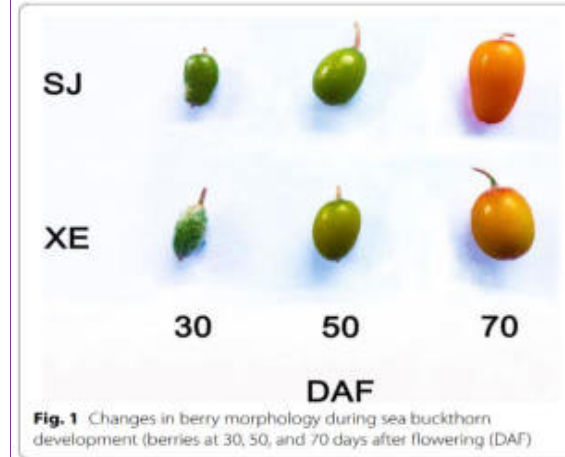 SJ
XE
30 50 70
DAF
Fig. 1 Changes in berry morphology during sea buckthorn
development (berries at 30, 50, and 70 days after flowering (DAF)